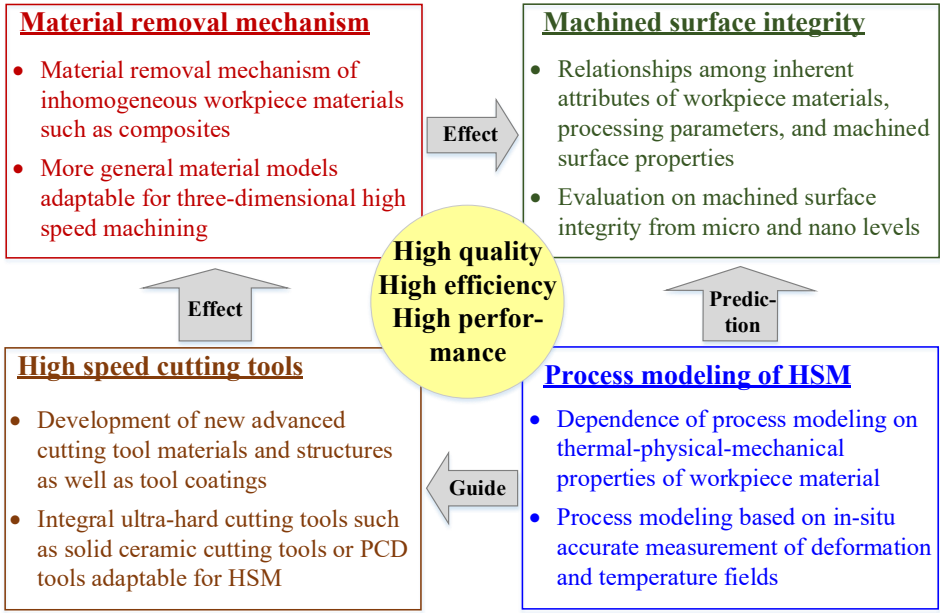 Material removal mechanism
• Material removal mechanism of
inhomogeneous workpiece materials
such as composites
• More general material models
adaptable for three-dimensional high
speed machining
Effect
Machined surface integrity
• Relationships among inherent
attributes of workpiece materials,
processing parameters, and machined
surface properties
• Evaluation on machined surface
integrity from micro and nano levels
High quality
High efficiency
High perfor-
mance
Effect
Predic-
tion
High speed cutting tools
• Development of new advanced
cutting tool materials and structures
as well as tool coatings
• Integral ultra-hard cutting tools such
as solid ceramic cutting tools or PCD
tools adaptable for HSM
Guide
Process modeling of HSM
• Dependence of process modeling on
thermal-physical-mechanical
properties of workpiece material
• Process modeling based on in-situ
accurate measurement of deformation
and temperature fields